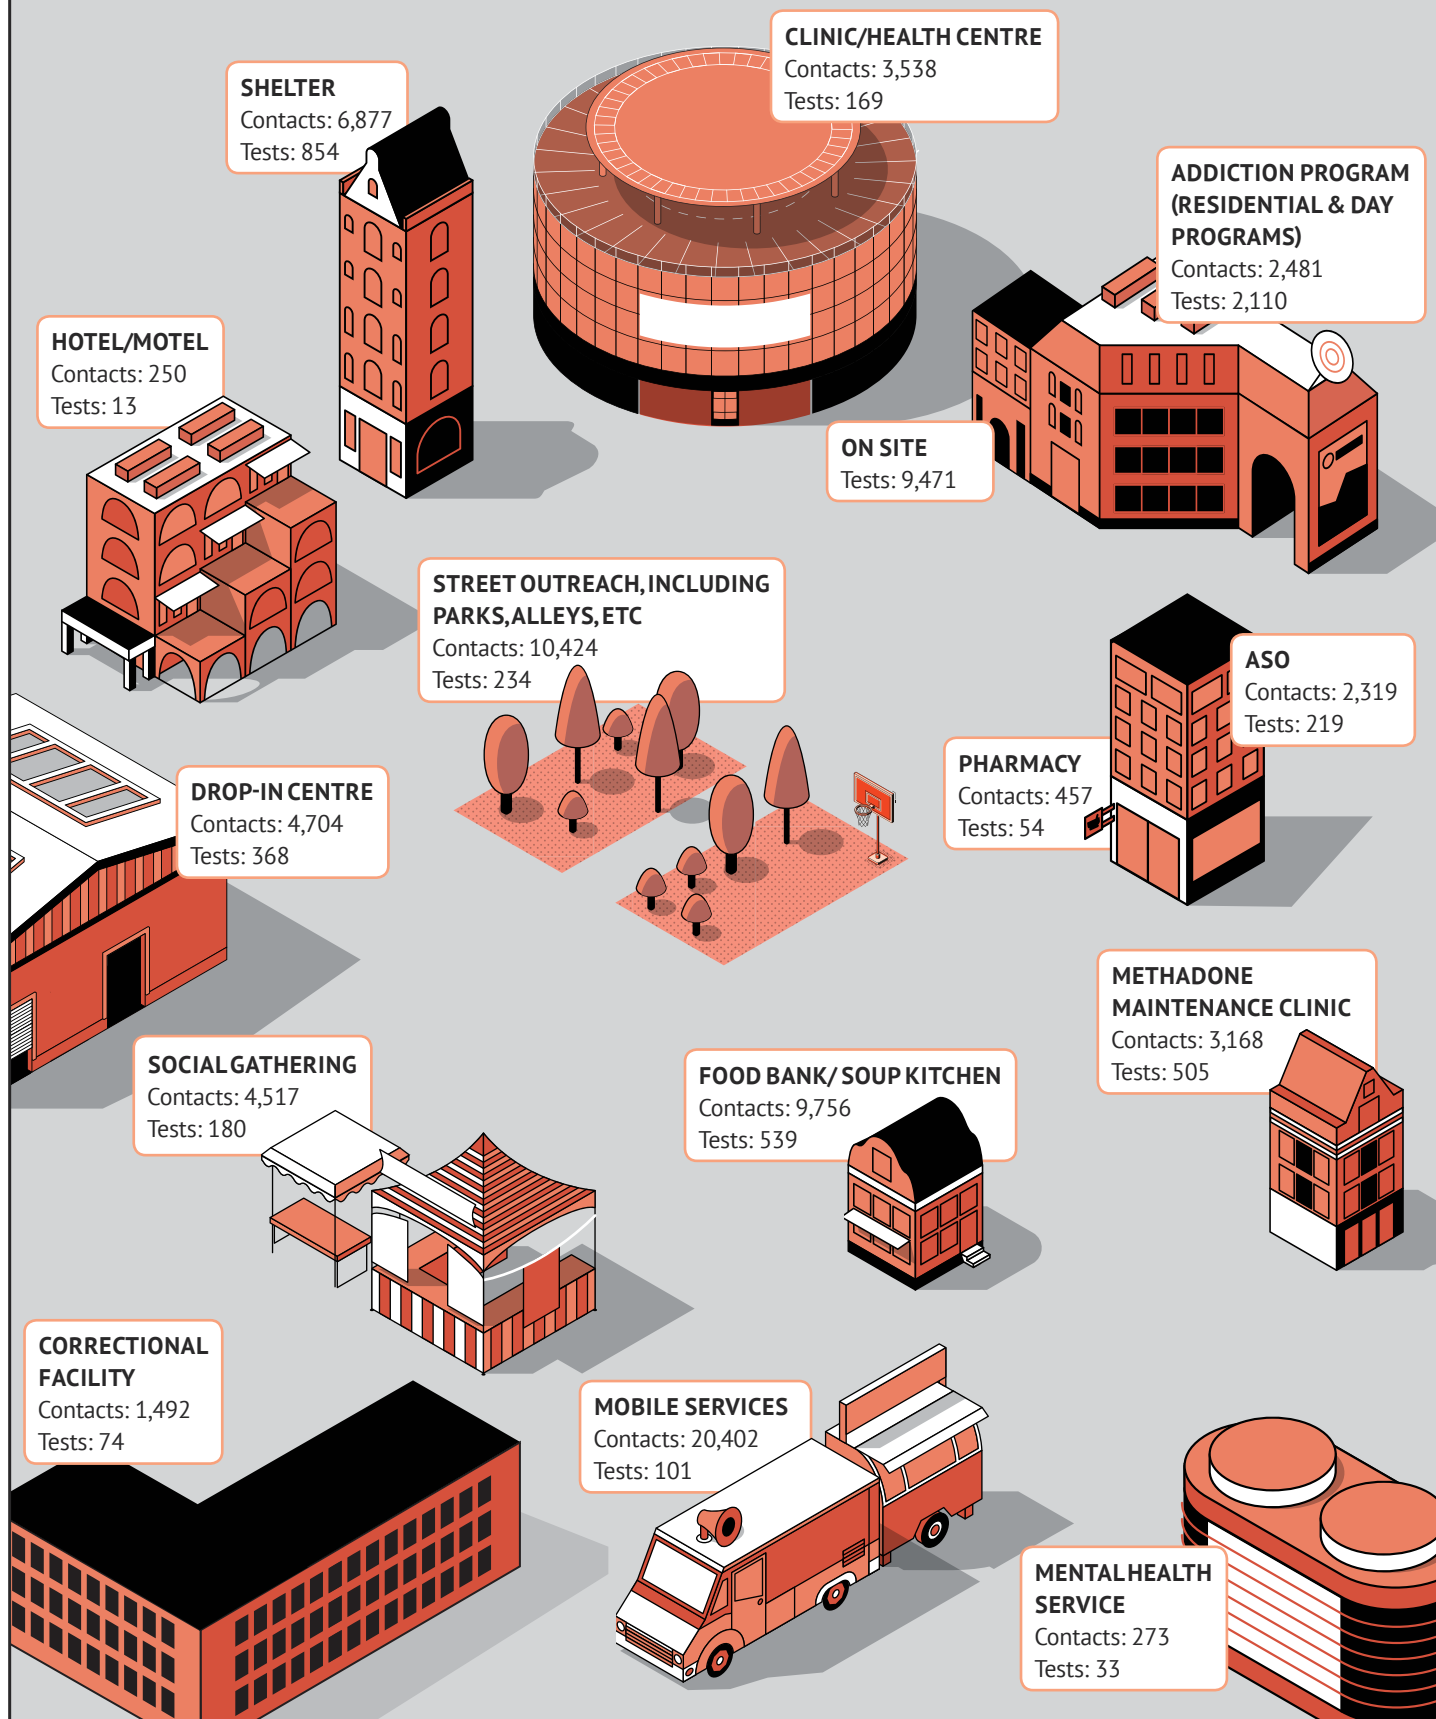 CLINIC/HEALTH CENTRE
Contacts: 3,538
Tests: 169
SHELTER
Contacts: 6,877
Tests: 854
ADDICTION PROGRAM
(RESIDENTIAL & DAY
PROGRAMS)
Contacts: 2,481
Tests: 2,110
HOTEL/MOTEL
Contacts: 250
Tests: 13
ON SITE
Tests: 9,471
STREET OUTREACH, INCLUDING
PARKS, ALLEYS, ETC
Contacts: 10,424
Tests: 234
ASO
Contacts: 2,319
Tests: 219
PHARMACY
Contacts: 457
Tests: 54
DROP-IN CENTRE
Contacts: 4,704
Tests: 368
METHADONE
MAINTENANCE CLINIC
Contacts: 3,168
Tests: 505
SOCIAL GATHERING
Contacts: 4,517
Tests: 180
FOOD BANK/ SOUP KITCHEN
Contacts: 9,756
Tests: 539
CORRECTIONAL
FACILITY
Contacts: 1,492
Tests: 74
MOBILE SERVICES
Contacts: 20,402
Tests: 101
MENTAL HEALTH
SERVICE
Contacts: 273
Tests: 33